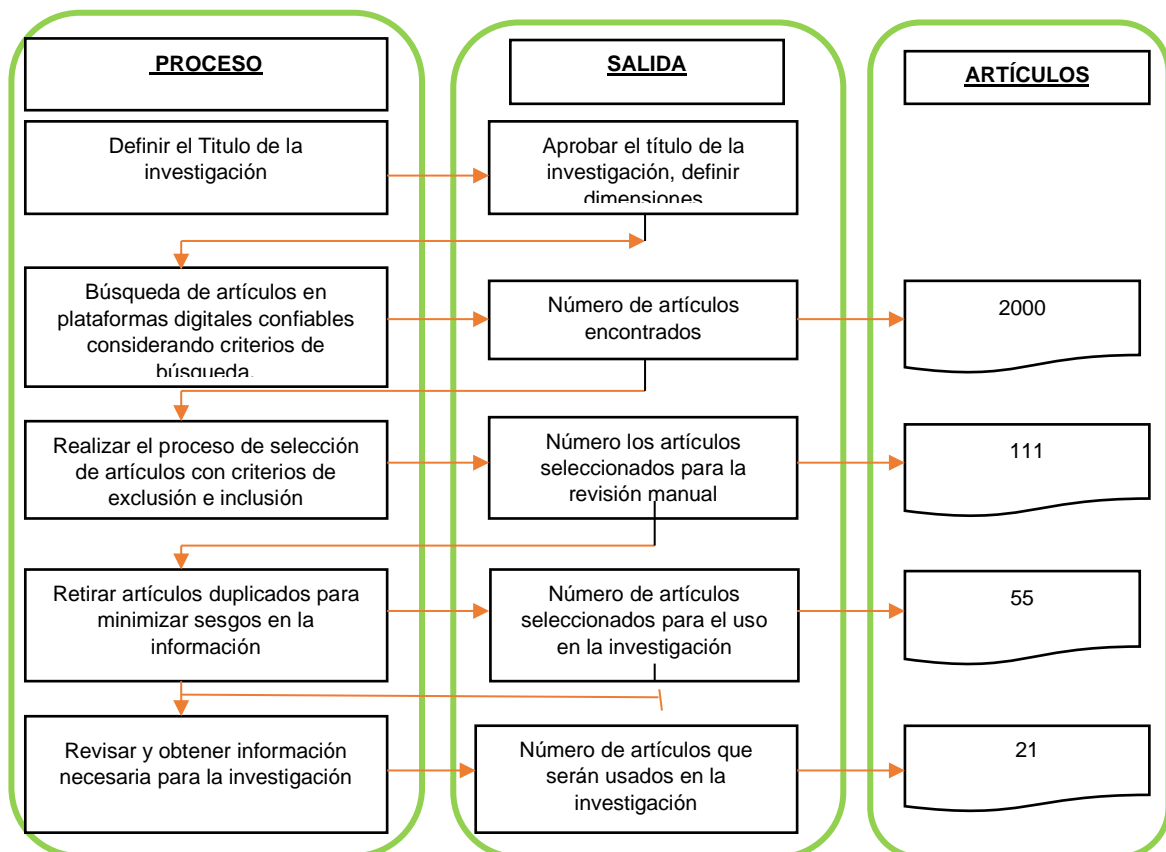 PROCESO
SALIDA
ARTÍCULOS
Definir el Titulo de la
investigación
Aprobar el título de la
investigación, definir
dimensiones
Búsqueda de artículos en
plataformas digitales confiables
considerando criterios de
búsqueda.
Número de artículos
encontrados
2000
Realizar el proceso de selección
de artículos con criterios de
exclusión e inclusión
Número los artículos
seleccionados para la
revisión manual
111
Retirar artículos duplicados para
minimizar sesgos en la
información
Número de artículos
seleccionados para el uso
en la investigación
55
Revisar y obtener información
necesaria para la investigación
Número de artículos que
serán usados en la
investigación
21